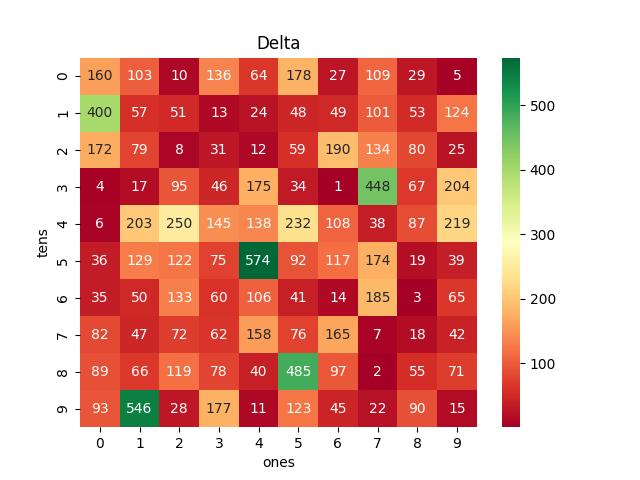 Delta
0 160 103 10 136 64 178 27 109 29 5
1 400 57 51 13 24 48 49 101 53 124
2 172 79 8 31 12 59 190 134 80 25
3 4 17 95 46 175 34 1 448 67 204
4 6 203 250 145 138 232 108 38 87 219
5 36 129 122 75 574 92 117 174 19 39
6 35 50 133 60 106 41 14 185 3 65
7 82 47 72 62 158 76 165 7 18 42
8 89 66 119 78 40 485 97 2 55 71
9 93 546 28 177 11 123 45 22 90 15
0 1 2 3 4 5 6 7 8 9
ones
tens
500
400
300
200
100